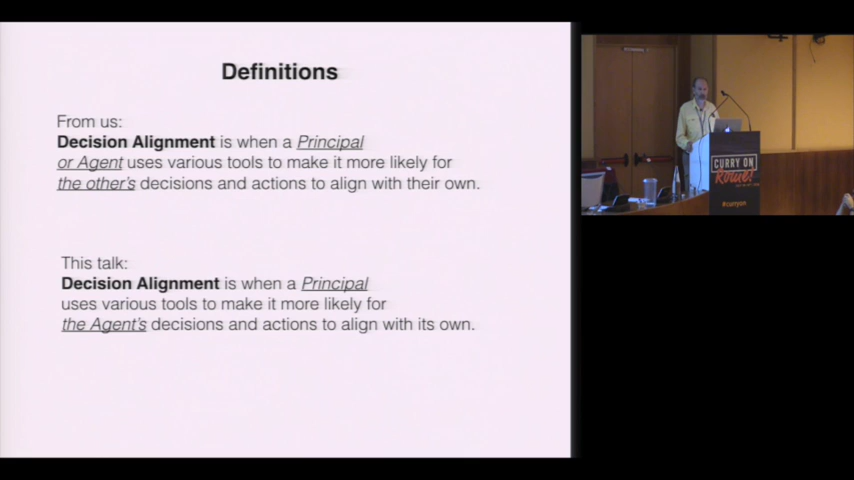 Definitions
From us:
Decision Alignment is when a Principal
or Agent uses various tools to make it more likely for
the other's decisions and actions to align with their own.
This talk:
Decision Alignment is when a Principal
uses various tools to make it more likely for
the Agent's decisions and actions to align with its own.
CURRY ON
Rome!
#curryon